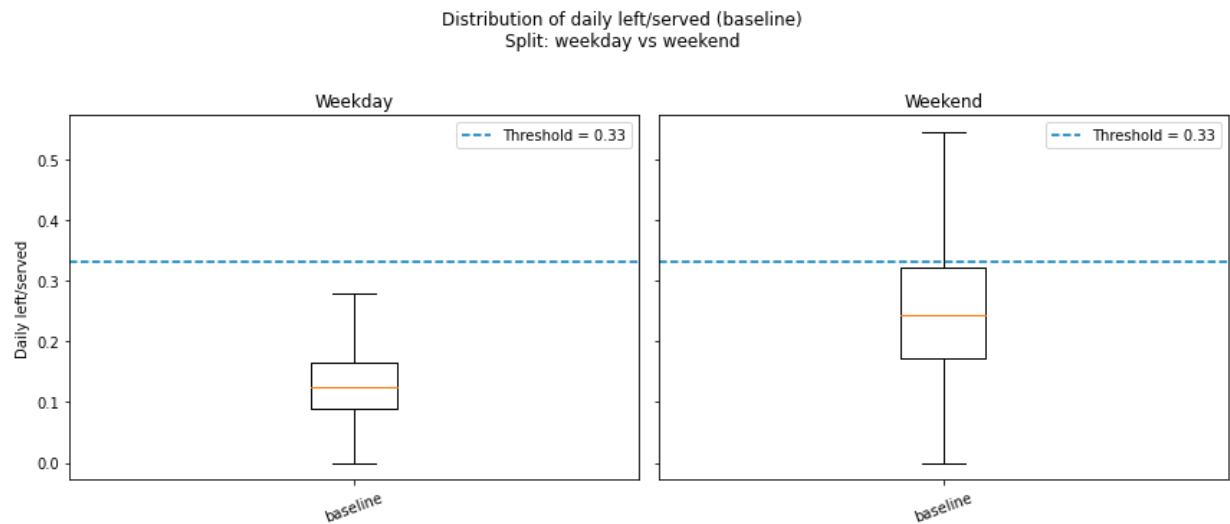 Distribution of daily left/served (baseline)
Split: weekday vs weekend
Weekday
Weekend
Threshold = 0.33
Threshold = 0.33
Daily left/served
0.5
0.4
0.3
0.2
0.1
0.0
baseline
baseline